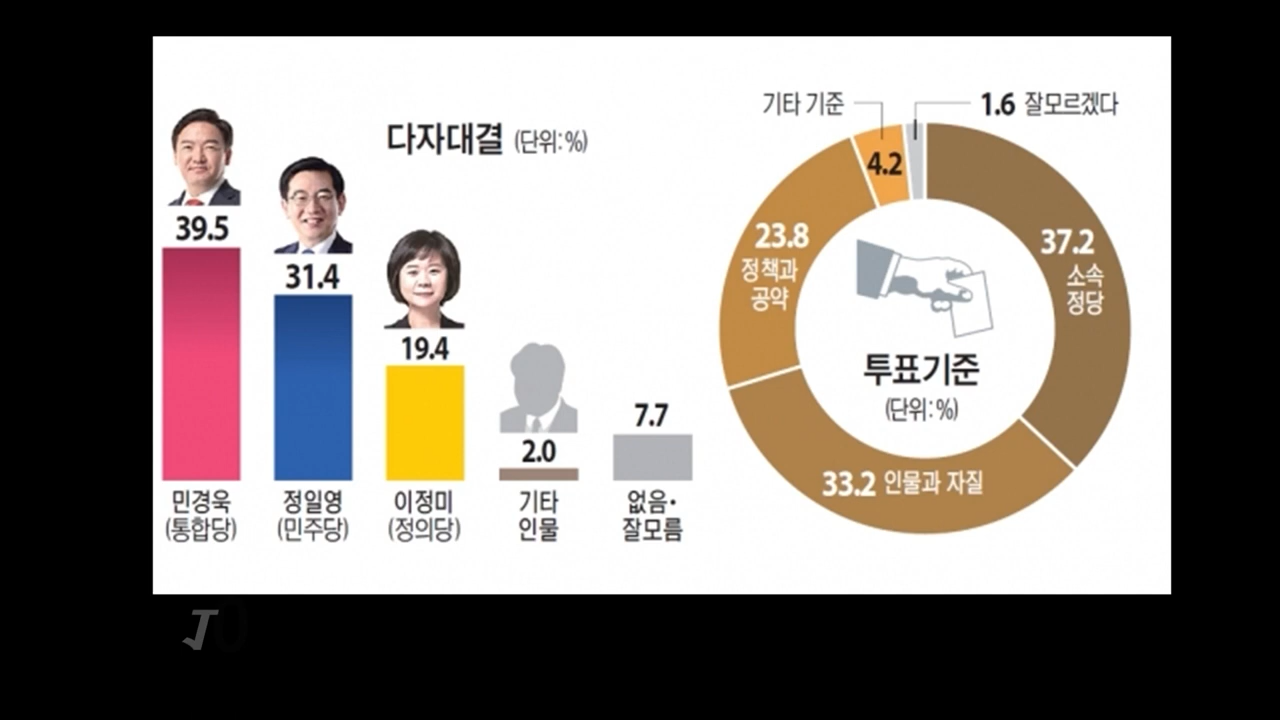 다자대결 (단위:%)
39.5
31.4
19.4
2.0
7.7
민경욱
(통합당)
정일영
(민주당)
이정미
(정의당)
기타
인물
없음·
잘모름
기타 기준
1.6 잘모르겠다
4.2
23.8
정책과
공약
37.2
소속
정당
33.2 인물과 자질
투표기준
(단위:%)